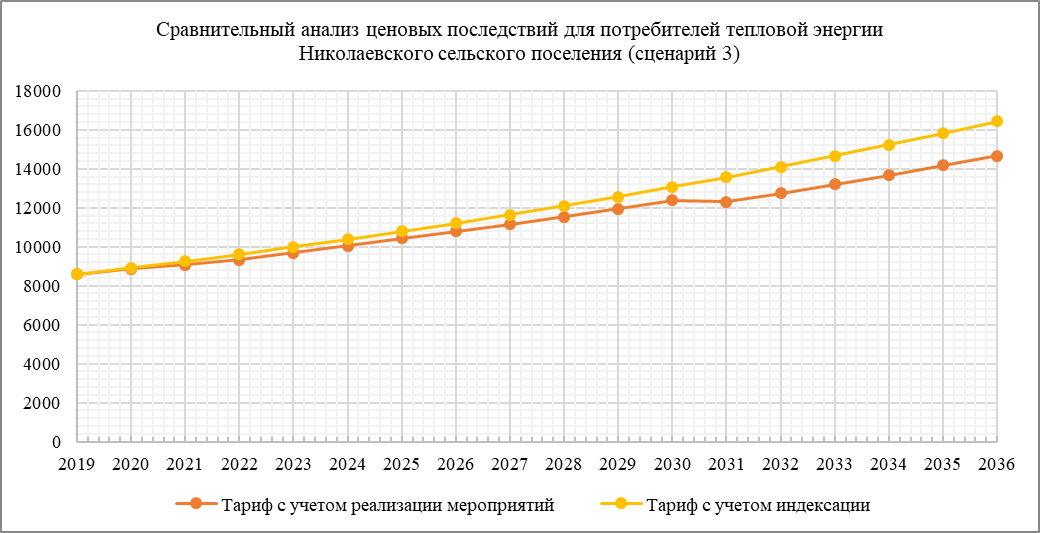 Сравнительный анализ ценовых последствий для потребителей тепловой энергии
Николаевского сельского поселения (сценарий 3)
18000
16000
14000
12000
10000
8000
6000
4000
2000
0
2019 2020 2021 2022 2023 2024 2025 2026 2027 2028 2029 2030 2031 2032 2033 2034 2035 2036
Тариф с учетом реализации мероприятий Тариф с учетом индексации